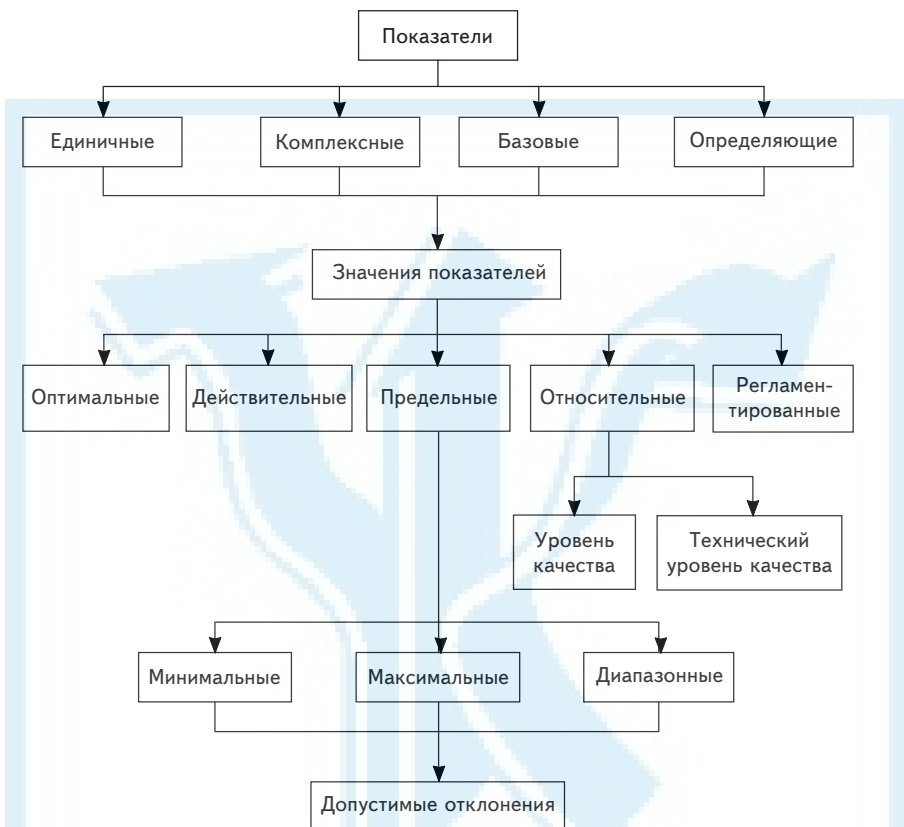 Показатели
Единичные
Комплексные
Базовые
Определяющие
Значения показателей
Оптимальные
Действительные
Предельные
Относительные
Регламен-
тированные
Уровень
качества
Технический
уровень качества
Минимальные
Максимальные
Диапазонные
Допустимые отклонения